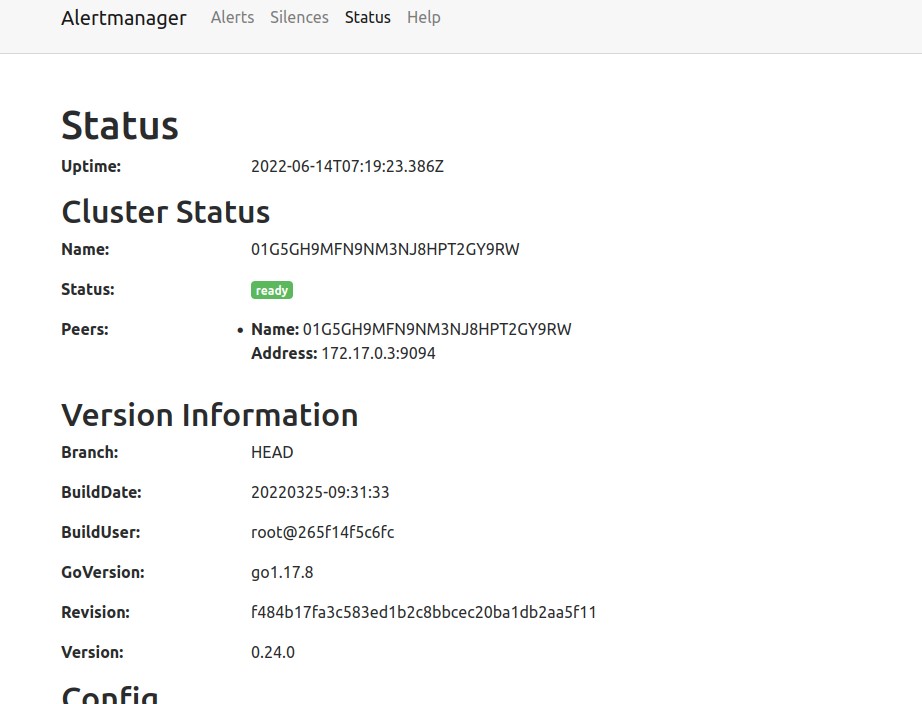 Alertmanager Alerts Silences Status Help
Status
Uptime: 2022-06-14T07:19:23.386Z
Cluster Status
Name: 01G5GH9MFN9NM3NJ8HPT2GY9RW
Status: ready
Peers: • Name: 01G5GH9MFN9NM3NJ8HPT2GY9RW
Address: 172.17.0.3:9094
Version Information
Branch: HEAD
BuildDate: 20220325-09:31:33
BuildUser: root@265f14f5c6fc
GoVersion: go1.17.8
Revision: f484b17fa3c583ed1b2c8bbcec20ba1db2aa5f11
Version: 0.24.0
Config